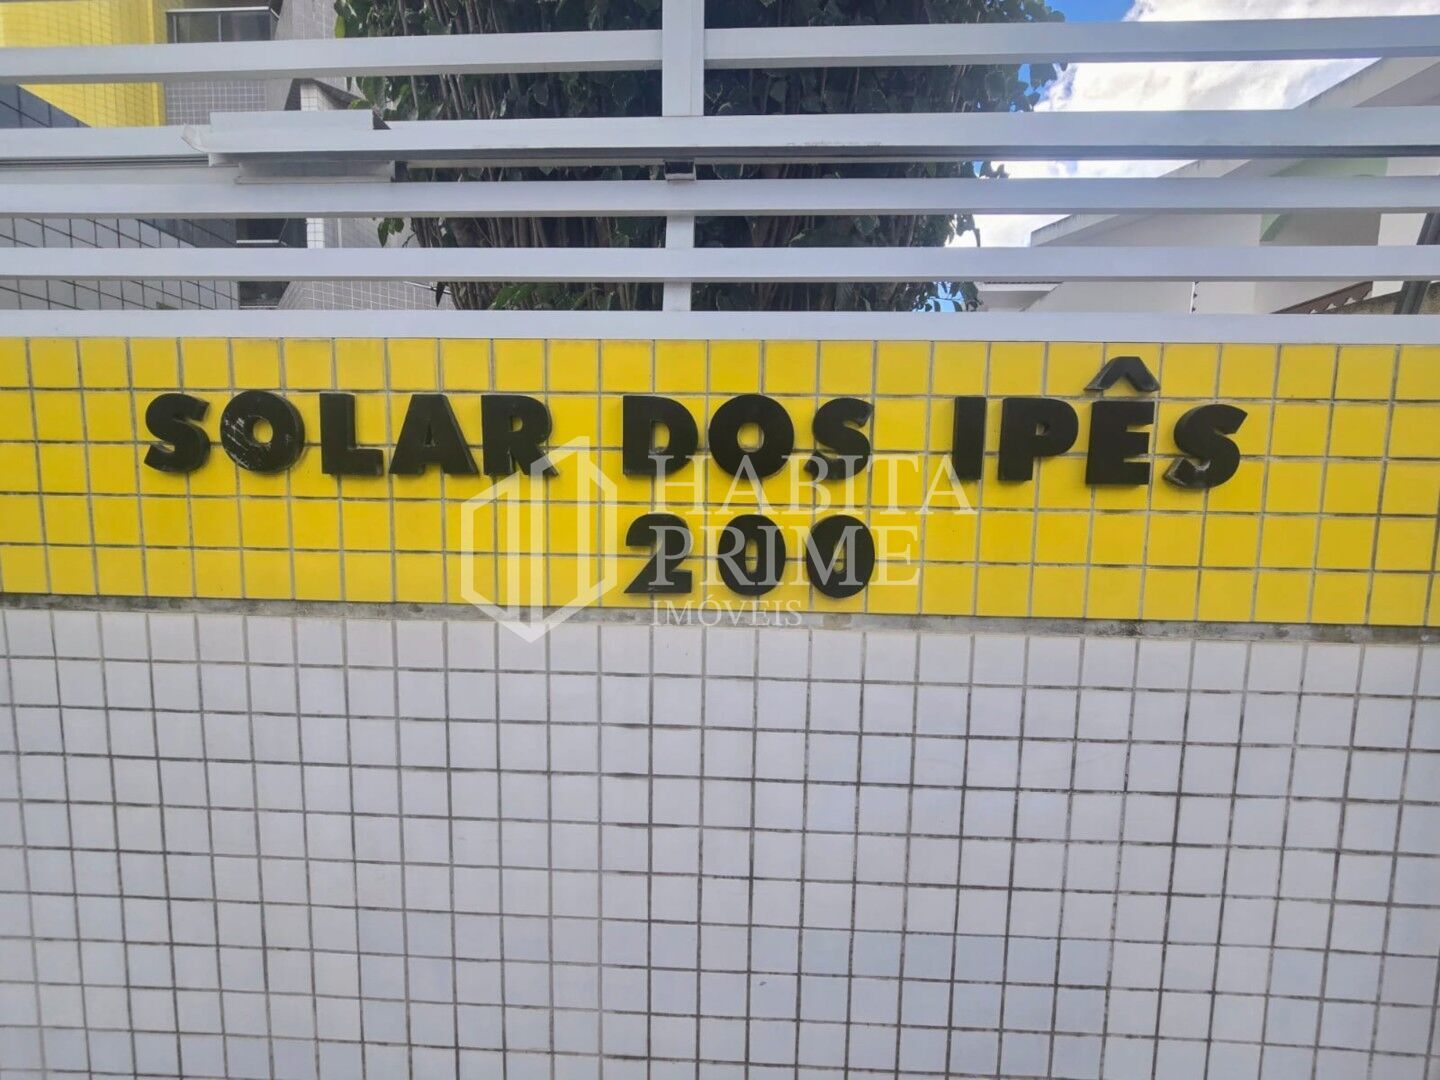 SOLAR DOS IPÊS
200
HABITA
PRIME
IMÓVEIS